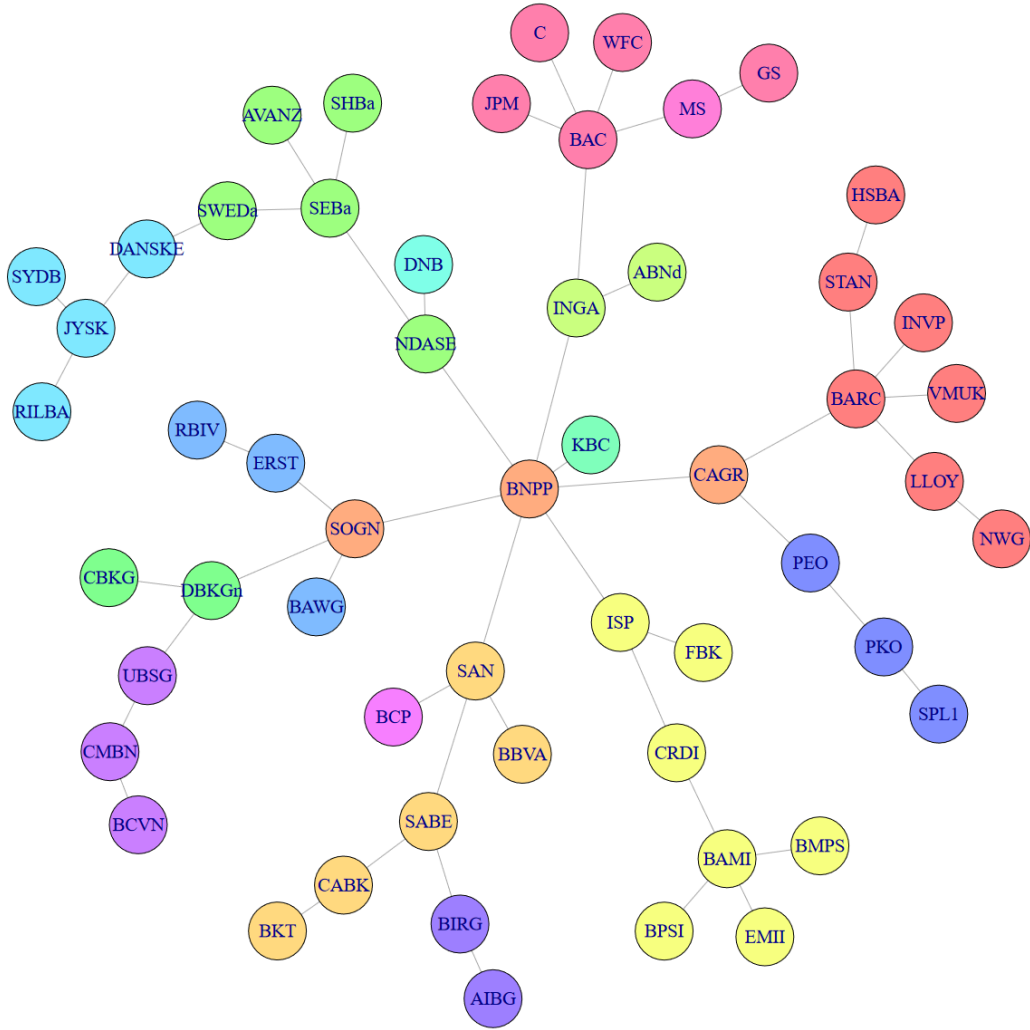 C
WFC
GS
JPM
MS
BAC
SHBa
AVANZ
SWEDa
SEBa
HSBA
DANSKE
SYDB
DNB
ABNd
STAN
INGA
JYSK
NDASE
INVP
RILBA
BARC
VMUK
RBIV
ERST
KBC
BNPP
CAGR
LLOY
SOGN
NWG
CBKG
DBKGn
BAWG
PEO
ISP
FBK
PKO
UBSG
SAN
BCP
SPL1
CMBN
BBVA
CRDI
BCVN
SABE
BAMI
BMPS
CABK
BKT
BIRG
BPSI
EMII
AIBG